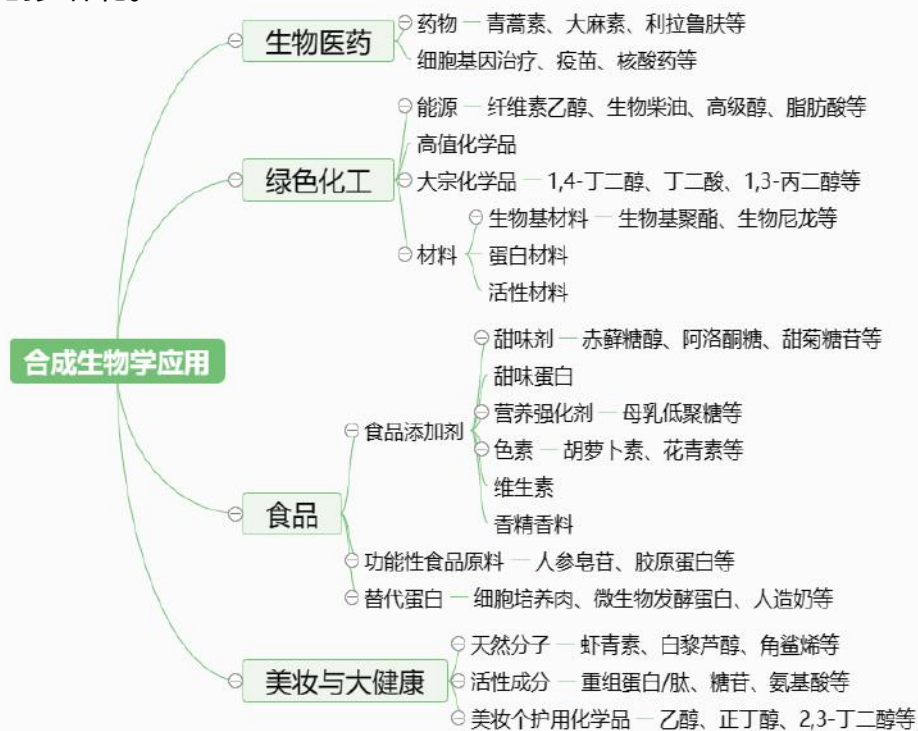 生物医药
药物 — 青蒿素、大麻素、利拉鲁肽等
细胞基因治疗、疫苗、核酸药等
绿色化工
能源 — 纤维素乙醇、生物柴油、高级醇、脂肪酸等
高值化学品
大宗化学品 — 1,4-丁二醇、丁二酸、1,3-丙二醇等
材料
生物基材料 — 生物基聚酯、生物尼龙等
蛋白材料
活性材料
合成生物学应用
食品
食品添加剂
甜味剂 — 赤藓糖醇、阿洛酮糖、甜菊糖苷等
甜味蛋白
营养强化剂 — 母乳低聚糖等
色素 — 胡萝卜素、花青素等
维生素
香精香料
功能性食品原料 — 人参皂苷、胶原蛋白等
替代蛋白 — 细胞培养肉、微生物发酵蛋白、人造奶等
美妆与大健康
天然分子 — 虾青素、白黎芦醇、角鲨烯等
活性成分 — 重组蛋白/肽、糖苷、氨基酸等
美妆个护用化学品 — 乙醇、正丁醇、2,3-丁二醇等